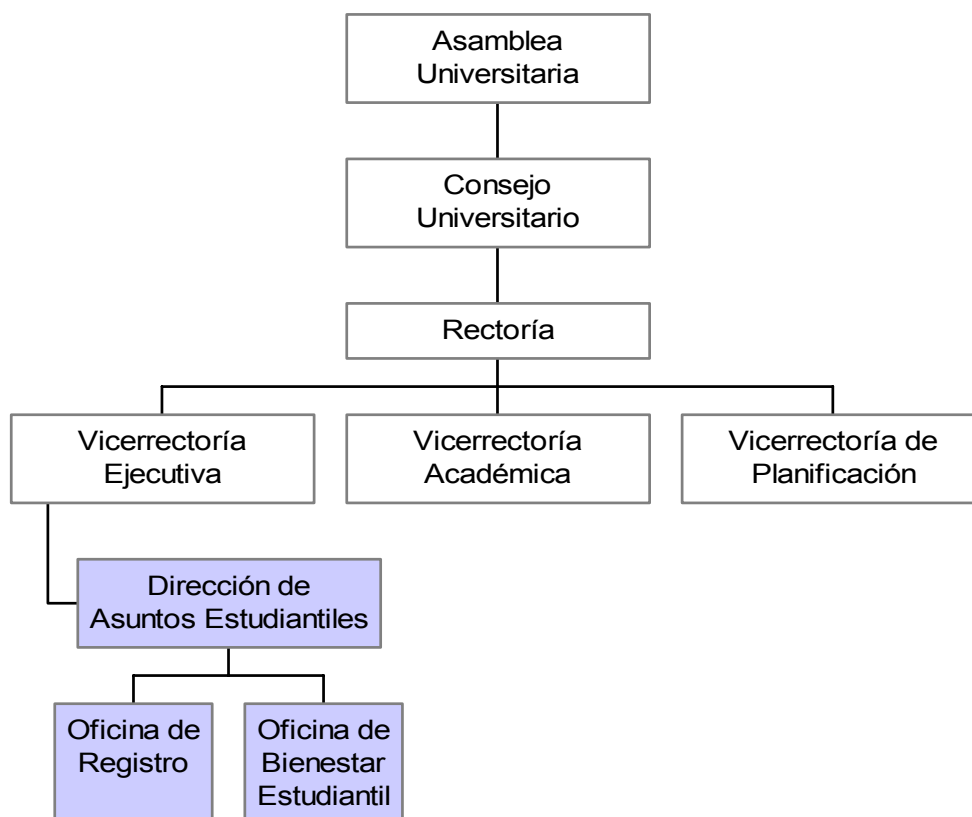 Asamblea
Universitaria
Consejo
Universitario
Rectoría
Vicerrectoría
Ejecutiva
Vicerrectoría
Académica
Vicerrectoría de
Planificación
Dirección de
Asuntos Estudiantiles
Oficina de
Registro
Oficina de
Bienestar
Estudiantil